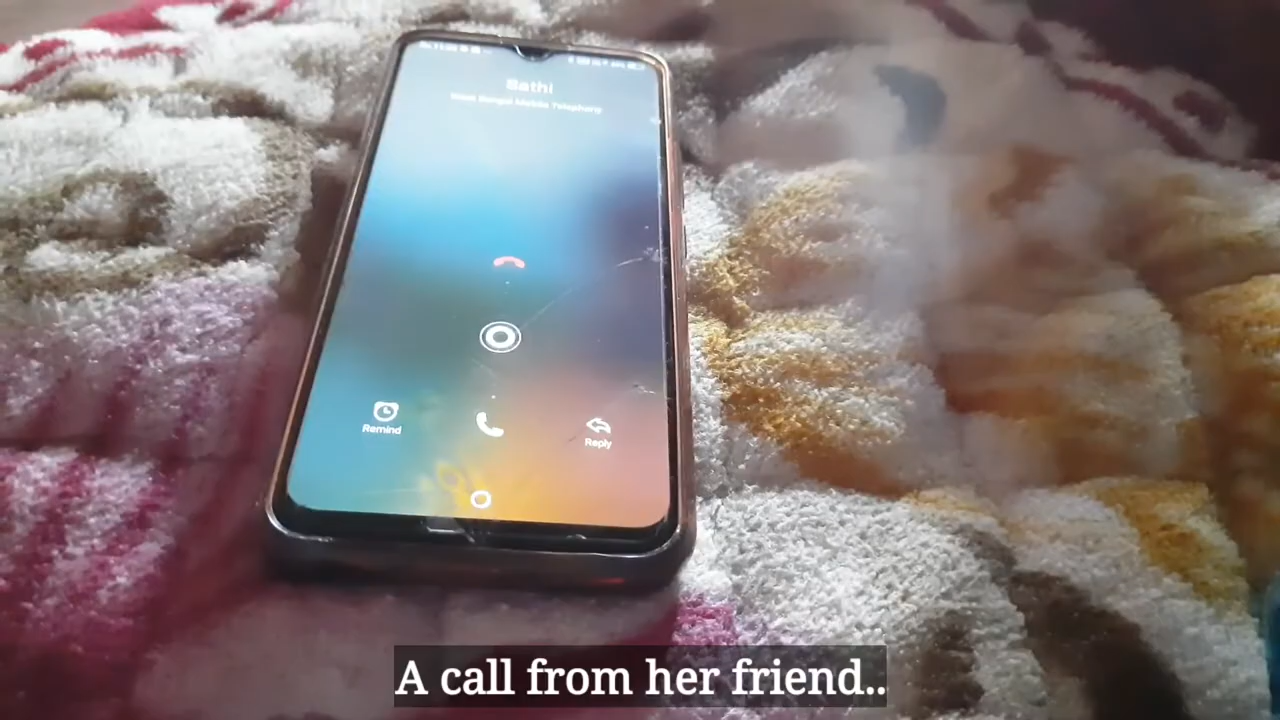 Sathi
West Bengal Mobile Telephony
Remind
Reply
A call from her friend..